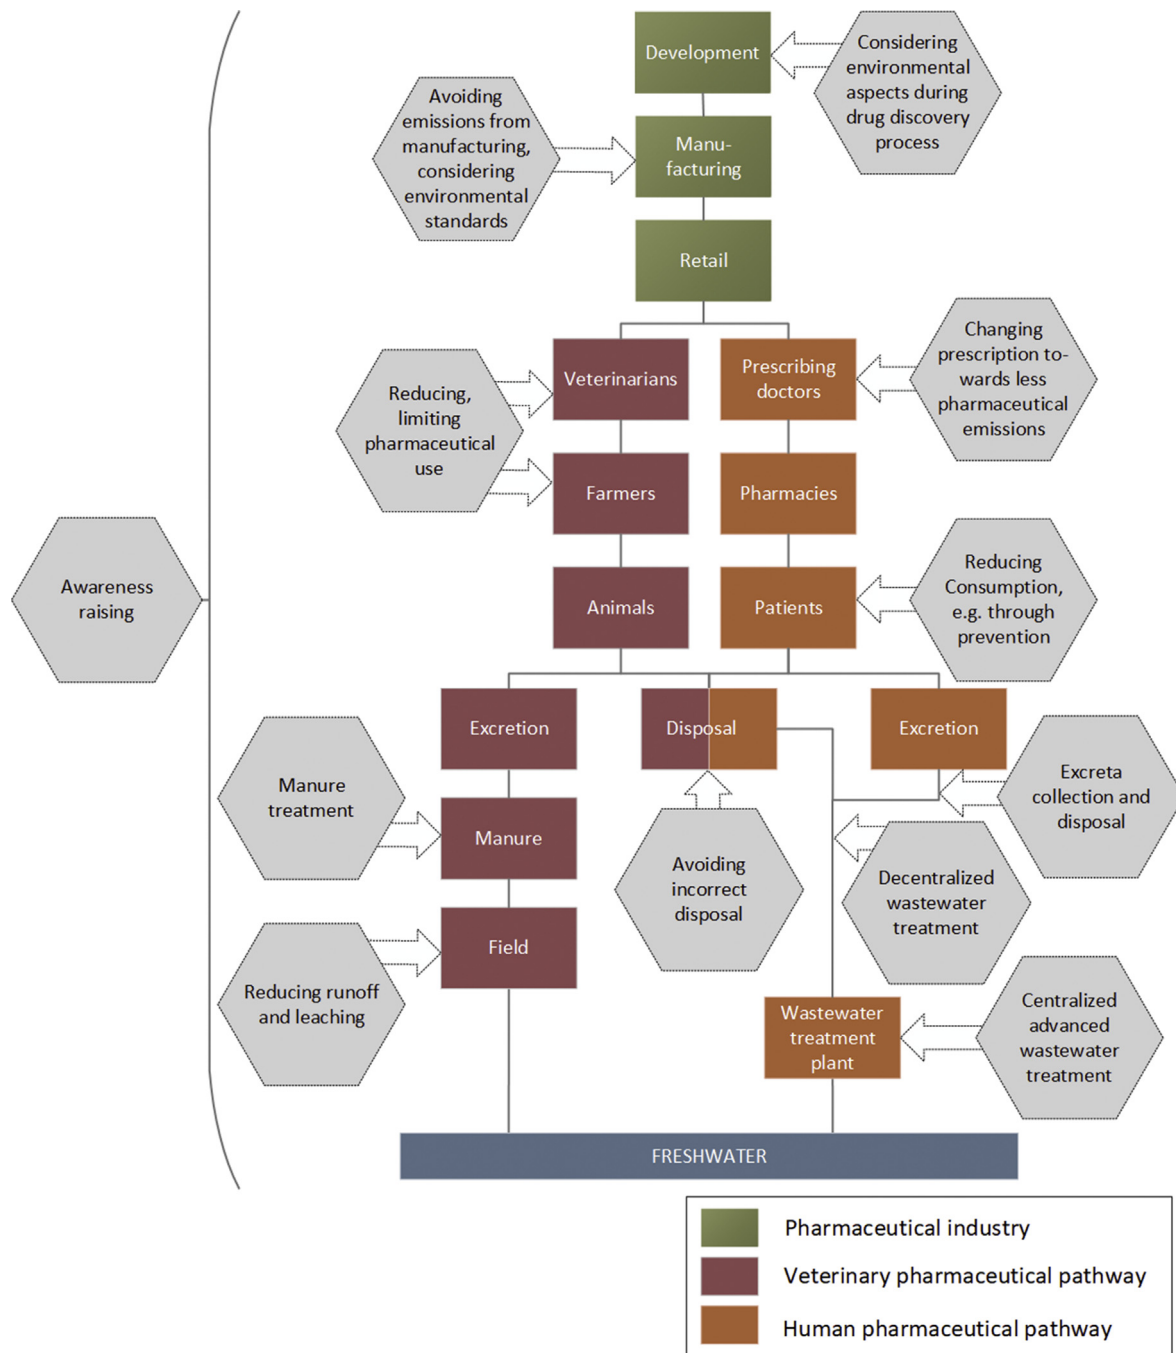 Development
Considering
environmental
aspects during
drug discovery
process
Avoiding
emissions from
manufacturing,
considering
environmental
standards
Manu-
facturing
Retail
Veterinarians
Prescribing
doctors
Changing
prescription to-
wards less
pharmaceutical
emissions
Reducing,
limiting
pharmaceutical
use
Farmers
Pharmacies
Awareness
raising
Animals
Patients
Reducing
Consumption,
e.g. through
prevention
Excretion
Disposal
Excretion
Manure
treatment
Excreta
collection and
disposal
Manure
Avoiding
incorrect
disposal
Decentralized
wastewater
treatment
Field
Reducing runoff
and leaching
Wastewater
treatment
plant
Centralized
advanced
wastewater
treatment
FRESHWATER
Pharmaceutical industry
Veterinary pharmaceutical pathway
Human pharmaceutical pathway